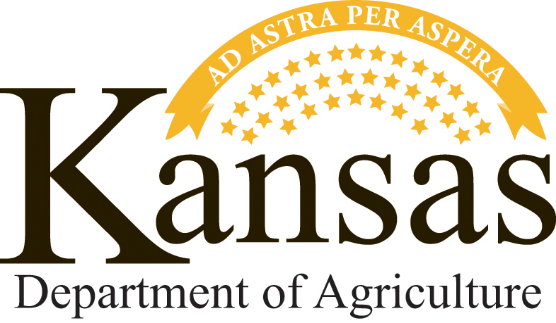 AD ASTRA PER ASPERA
Kansas
Department of Agriculture